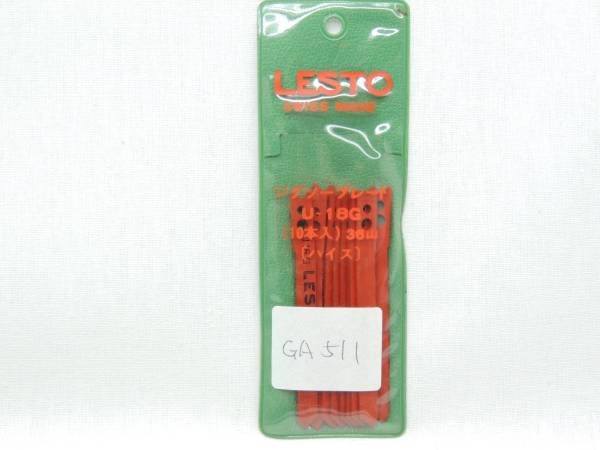 LESTO
SWISS MADE
ジグソーブレード
U-18G
(10本入) 36山
〔ハイス〕
LES
GA 511